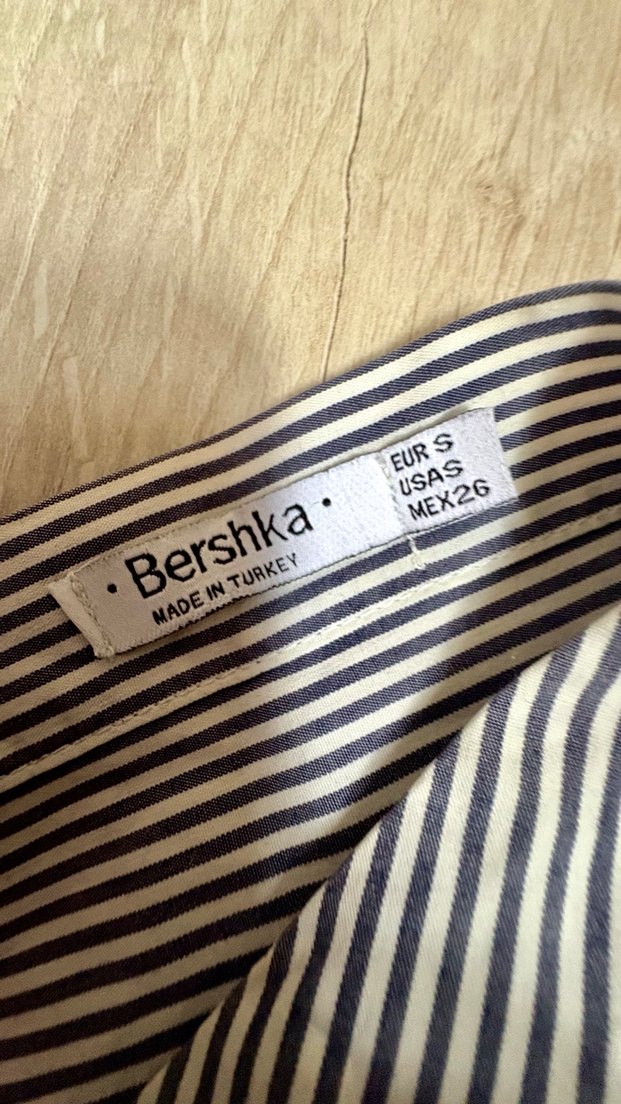 · Bershka ·
MADE IN TURKEY
EUR S
USA S
MEX 26